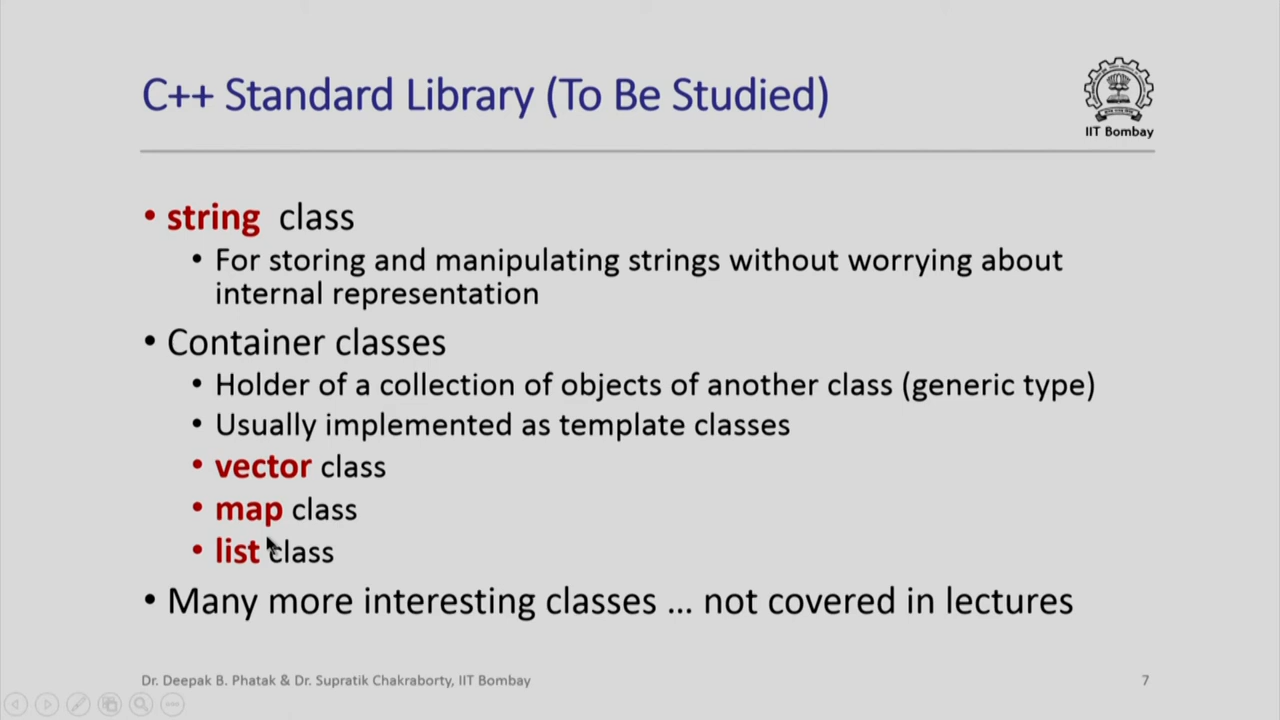 C++ Standard Library (To Be Studied)
IIT Bombay
• string class
• For storing and manipulating strings without worrying about
internal representation
• Container classes
• Holder of a collection of objects of another class (generic type)
• Usually implemented as template classes
• vector class
• map class
• list class
• Many more interesting classes … not covered in lectures
Dr. Deepak B. Phatak & Dr. Supratik Chakraborty, IIT Bombay
7